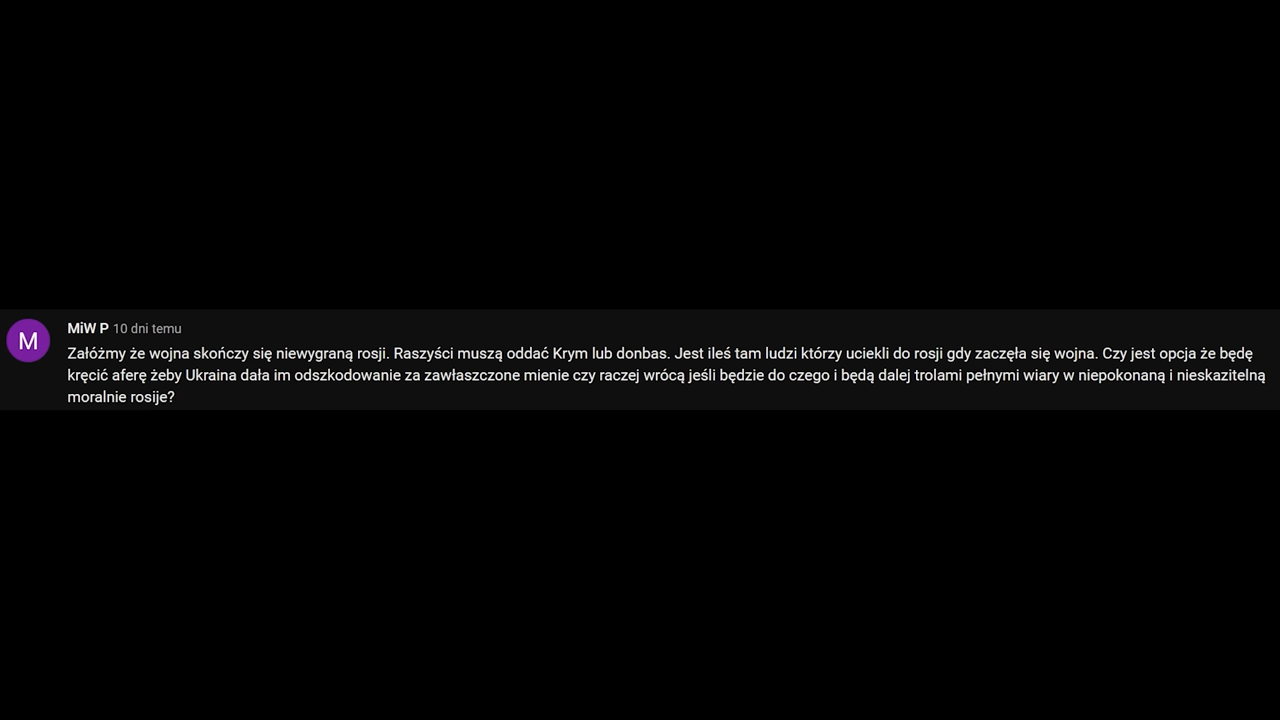 M
MiW P 10 dni temu
Załóżmy że wojna skończy się niewygraną rosji. Raszyści muszą oddać Krym lub donbas. Jest ileś tam ludzi którzy uciekli do rosji gdy zaczęła się wojna. Czy jest opcja że będę
kręcić aferę żeby Ukraina dała im odszkodowanie za zawłaszczone mienie czy raczej wrócą jeśli będzie do czego i będą dalej trolami pełnymi wiary w niepokonaną i nieskazitelną
moralnie rosije?